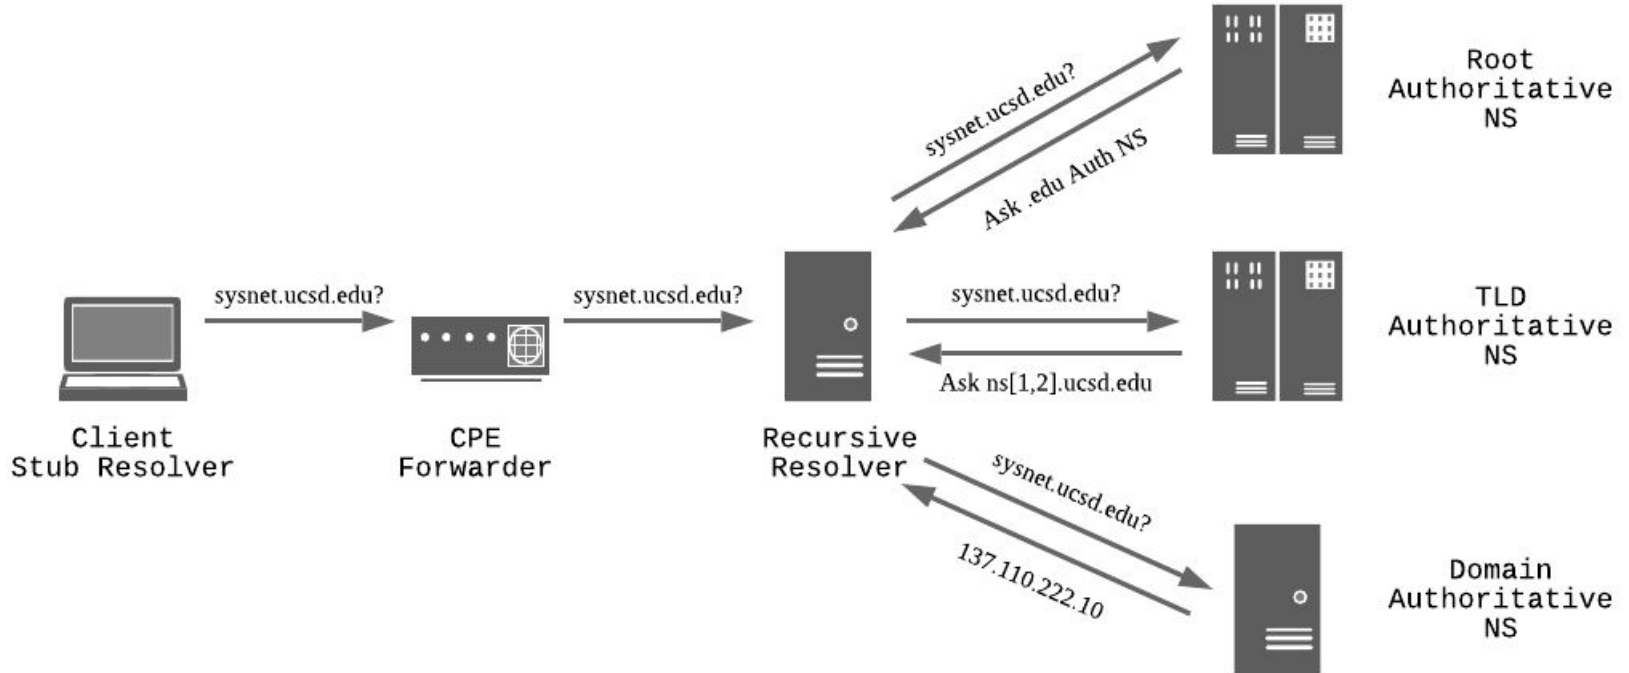 sysnet.ucsd.edu?
Ask .edu Auth NS
Root
Authoritative
NS
sysnet.ucsd.edu?
sysnet.ucsd.edu?
sysnet.ucsd.edu?
Ask ns[1,2].ucsd.edu
TLD
Authoritative
NS
Client
Stub Resolver
CPE
Forwarder
Recursive
Resolver
sysnet.ucsd.edu?
137.110.222.10
Domain
Authoritative
NS